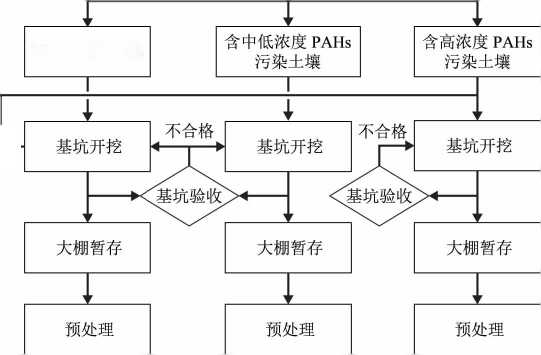 含中低浓度 PAHs
污染土壤
含高浓度 PAHs
污染土壤
不合格
不合格
基坑开挖
基坑开挖
基坑开挖
基坑验收
基坑验收
大棚暂存
大棚暂存
大棚暂存
预处理
预处理
预处理